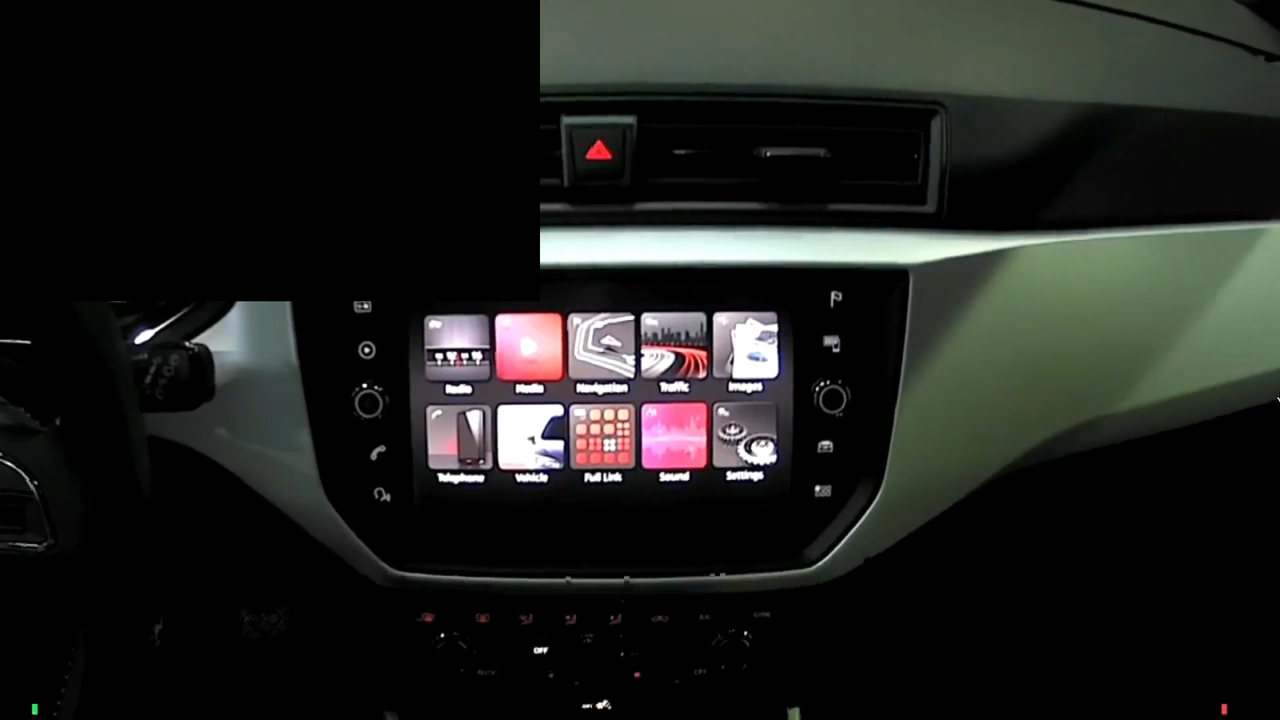 Radio Media Navigation Traffic Images
Telephone Vehicle Full Link Sound Settings
OFF